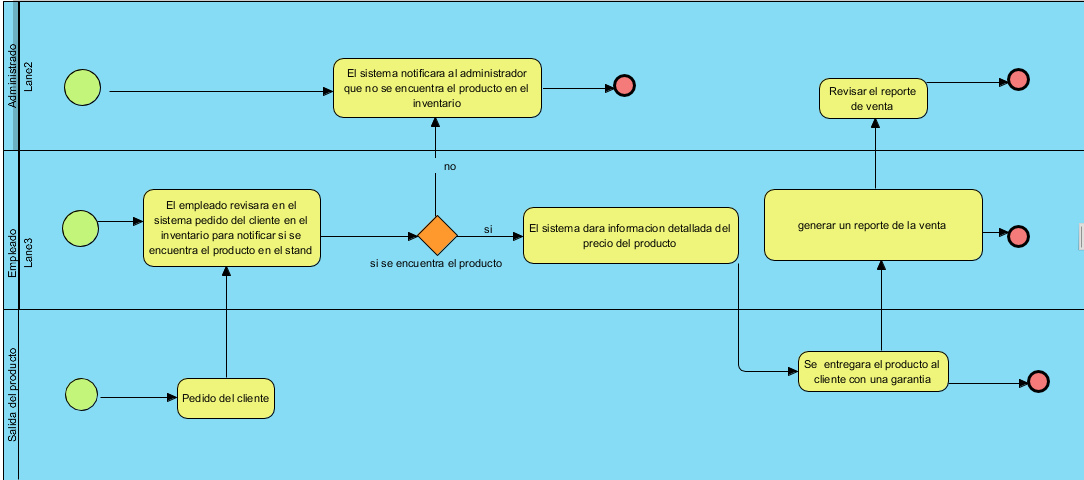 Administrado
Lane2
El sistema notificara al administrador
que no se encuentra el producto en el
inventario
Revisar el reporte
de venta
no
Empleado
Lane3
El empleado revisara en el
sistema pedido del cliente en el
inventario para notificar si se
encuentra el producto en el stand
si se encuentra el producto
si
El sistema dara informacion detallada del
precio del producto
generar un reporte de la venta
Salida del producto
Pedido del cliente
Se entregara el producto al
cliente con una garantia